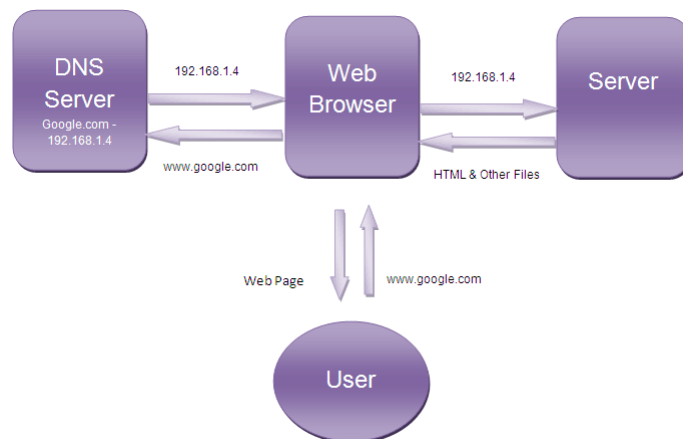 DNS
Server
Google.com -
192.168.1.4
192.168.1.4
www.google.com
Web
Browser
192.168.1.4
HTML & Other Files
Server
Web Page
www.google.com
User